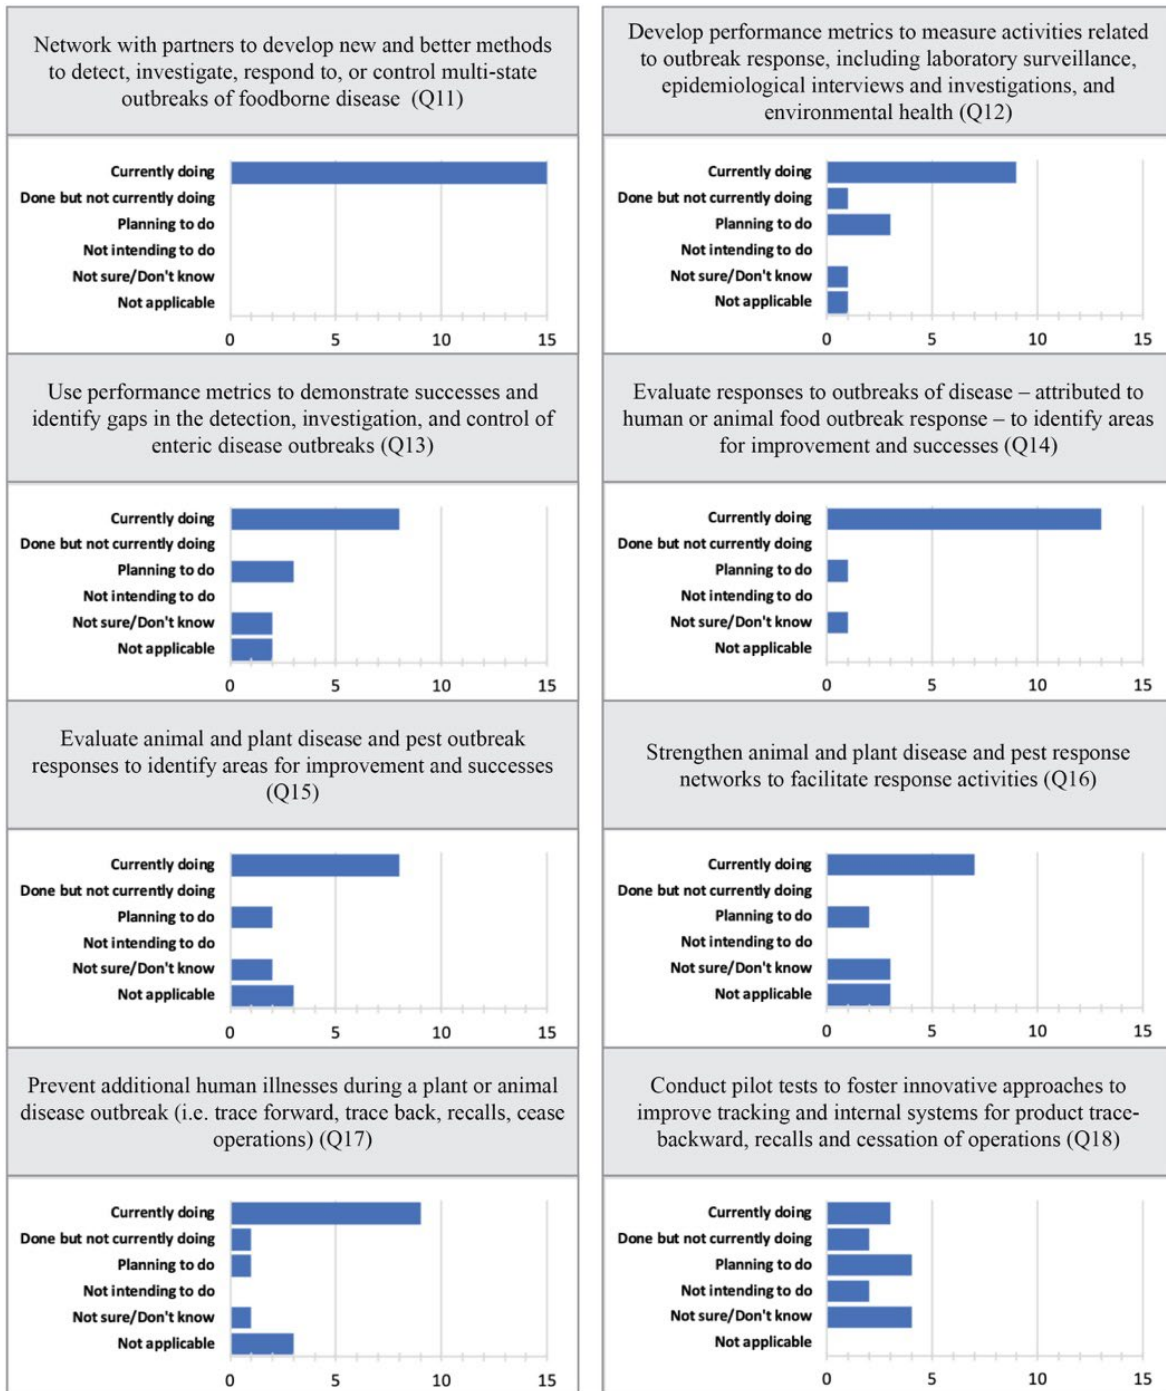 Network with partners to develop new and better methods
to detect, investigate, respond to, or control multi-state
outbreaks of foodborne disease (Q11)
Currently doing
Done but not currently doing
Planning to do
Not intending to do
Not sure/Don't know
Not applicable
0 5 10 15
Develop performance metrics to measure activities related
to outbreak response, including laboratory surveillance,
epidemiological interviews and investigations, and
environmental health (Q12)
Currently doing
Done but not currently doing
Planning to do
Not intending to do
Not sure/Don't know
Not applicable
0 5 10 15
Use performance metrics to demonstrate successes and
identify gaps in the detection, investigation, and control of
enteric disease outbreaks (Q13)
Currently doing
Done but not currently doing
Planning to do
Not intending to do
Not sure/Don't know
Not applicable
0 5 10 15
Evaluate responses to outbreaks of disease – attributed to
human or animal food outbreak response – to identify areas
for improvement and successes (Q14)
Currently doing
Done but not currently doing
Planning to do
Not intending to do
Not sure/Don't know
Not applicable
0 5 10 15
Evaluate animal and plant disease and pest outbreak
responses to identify areas for improvement and successes
(Q15)
Currently doing
Done but not currently doing
Planning to do
Not intending to do
Not sure/Don't know
Not applicable
0 5 10 15
Strengthen animal and plant disease and pest response
networks to facilitate response activities (Q16)
Currently doing
Done but not currently doing
Planning to do
Not intending to do
Not sure/Don't know
Not applicable
0 5 10 15
Prevent additional human illnesses during a plant or animal
disease outbreak (i.e. trace forward, trace back, recalls, cease
operations) (Q17)
Currently doing
Done but not currently doing
Planning to do
Not intending to do
Not sure/Don't know
Not applicable
0 5 10 15
Conduct pilot tests to foster innovative approaches to
improve tracking and internal systems for product trace-
backward, recalls and cessation of operations (Q18)
Currently doing
Done but not currently doing
Planning to do
Not intending to do
Not sure/Don't know
Not applicable
0 5 10 15